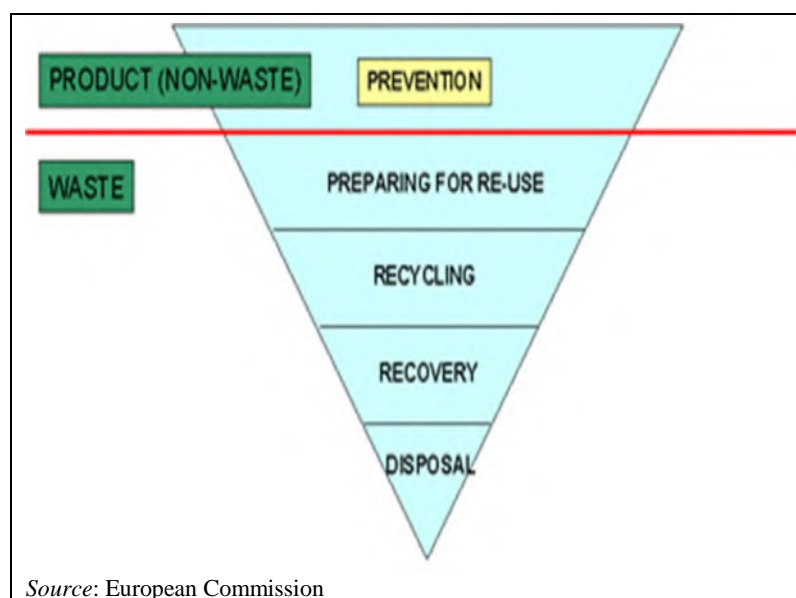 PRODUCT (NON-WASTE)
PREVENTION
WASTE
PREPARING FOR RE-USE
RECYCLING
RECOVERY
DISPOSAL
Source: European Commission